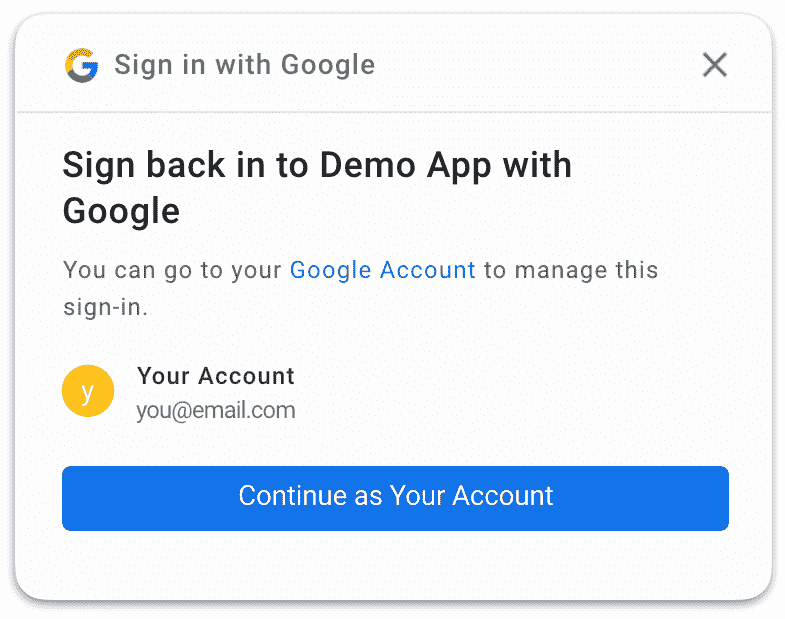 Sign in with Google
Sign back in to Demo App with
Google
You can go to your Google Account to manage this
sign-in.
y
Your Account
you@email.com
Continue as Your Account